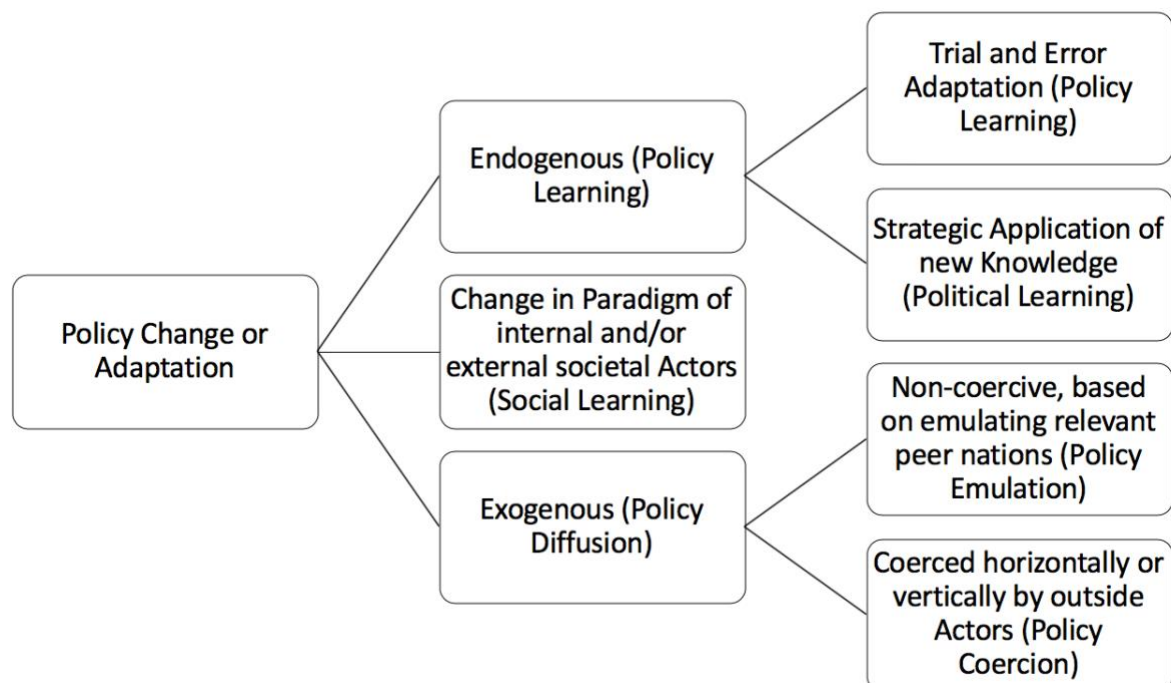 Policy Change or
Adaptation
Endogenous (Policy
Learning)
Change in Paradigm of
internal and/or
external societal Actors
(Social Learning)
Exogenous (Policy
Diffusion)
Trial and Error
Adaptation (Policy
Learning)
Strategic Application of
new Knowledge
(Political Learning)
Non-coercive, based
on emulating relevant
peer nations (Policy
Emulation)
Coerced horizontally or
vertically by outside
Actors (Policy
Coercion)